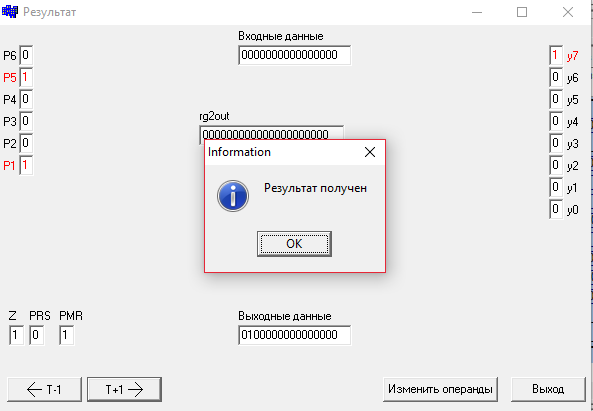 Результат
Входные данные
P6 0
0000000000000000
1 y7
P5 1
0 y6
P4 0
0 y5
P3 0
rg2out
0 y4
P2 0
0 y3
P1 1
0 y2
0 y1
0 y0
Information
Результат получен
OK
Z PRS PMR
1 0 1
Выходные данные
0100000000000000
T-1
T+1
Изменить операнды
Выход